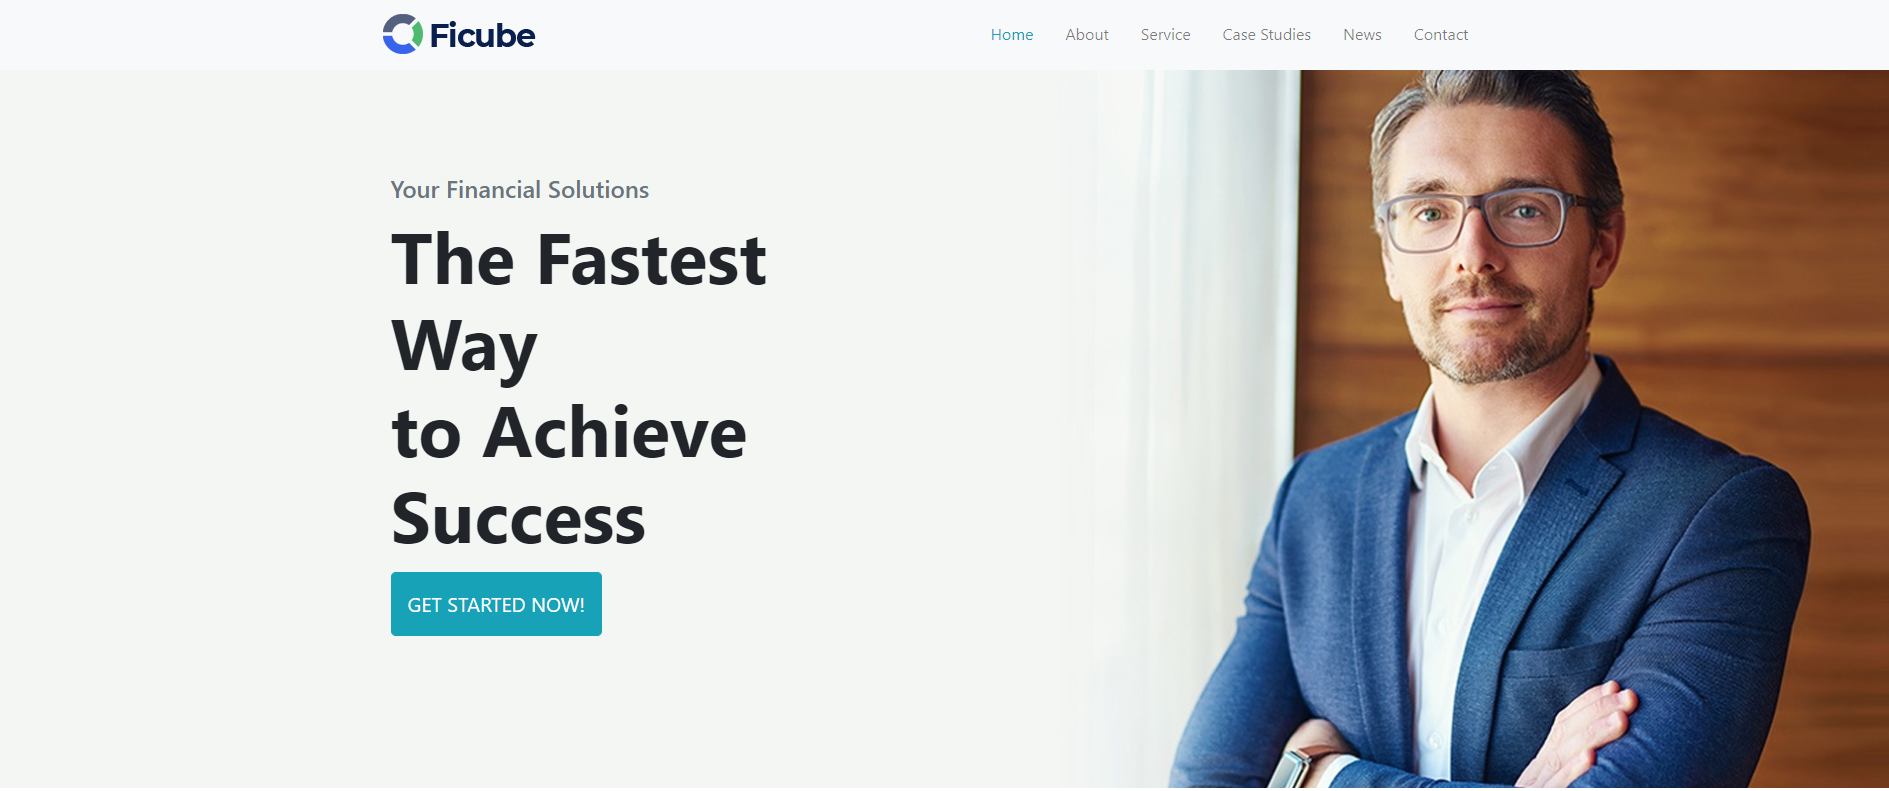 Ficube
Home About Service Case Studies News Contact
Your Financial Solutions
The Fastest
Way
to Achieve
Success
GET STARTED NOW!